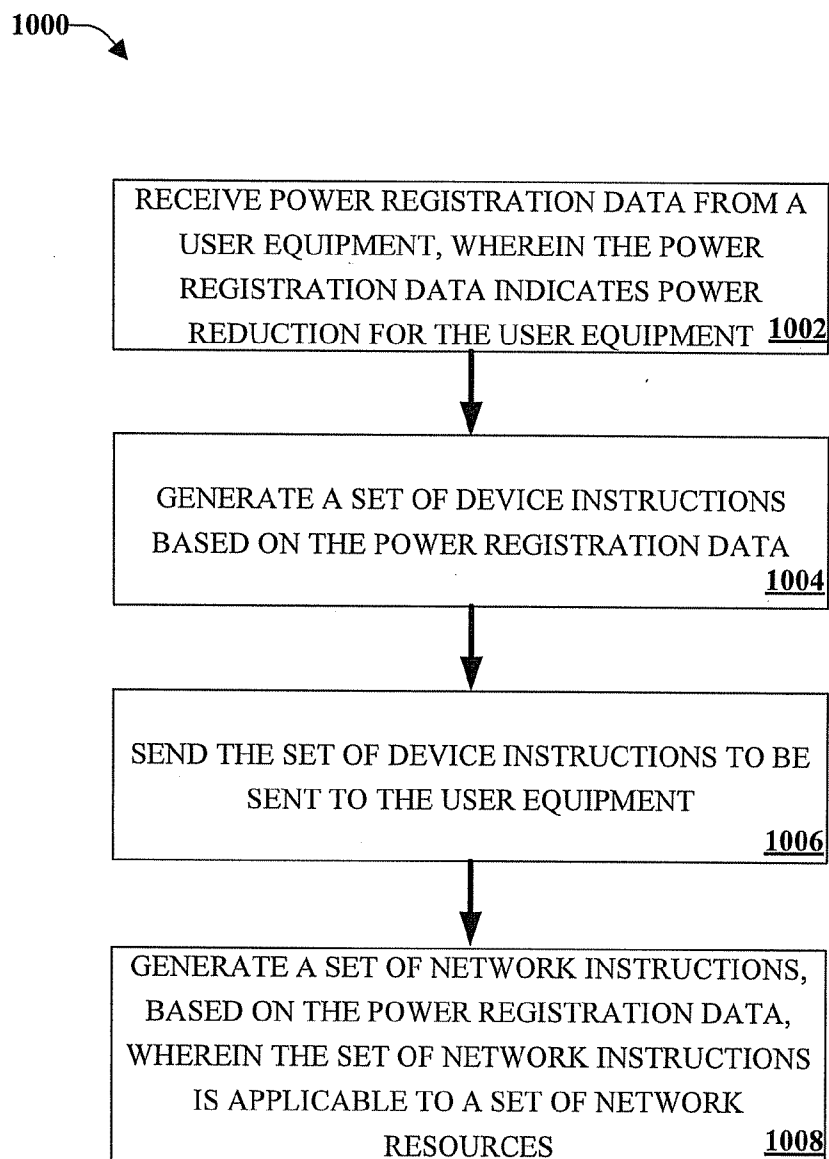 1000
RECEIVE POWER REGISTRATION DATA FROM A
USER EQUIPMENT, WHEREIN THE POWER
REGISTRATION DATA INDICATES POWER
REDUCTION FOR THE USER EQUIPMENT 1002
GENERATE A SET OF DEVICE INSTRUCTIONS
BASED ON THE POWER REGISTRATION DATA
1004
SEND THE SET OF DEVICE INSTRUCTIONS TO BE
SENT TO THE USER EQUIPMENT
1006
GENERATE A SET OF NETWORK INSTRUCTIONS,
BASED ON THE POWER REGISTRATION DATA,
WHEREIN THE SET OF NETWORK INSTRUCTIONS
IS APPLICABLE TO A SET OF NETWORK
RESOURCES 1008